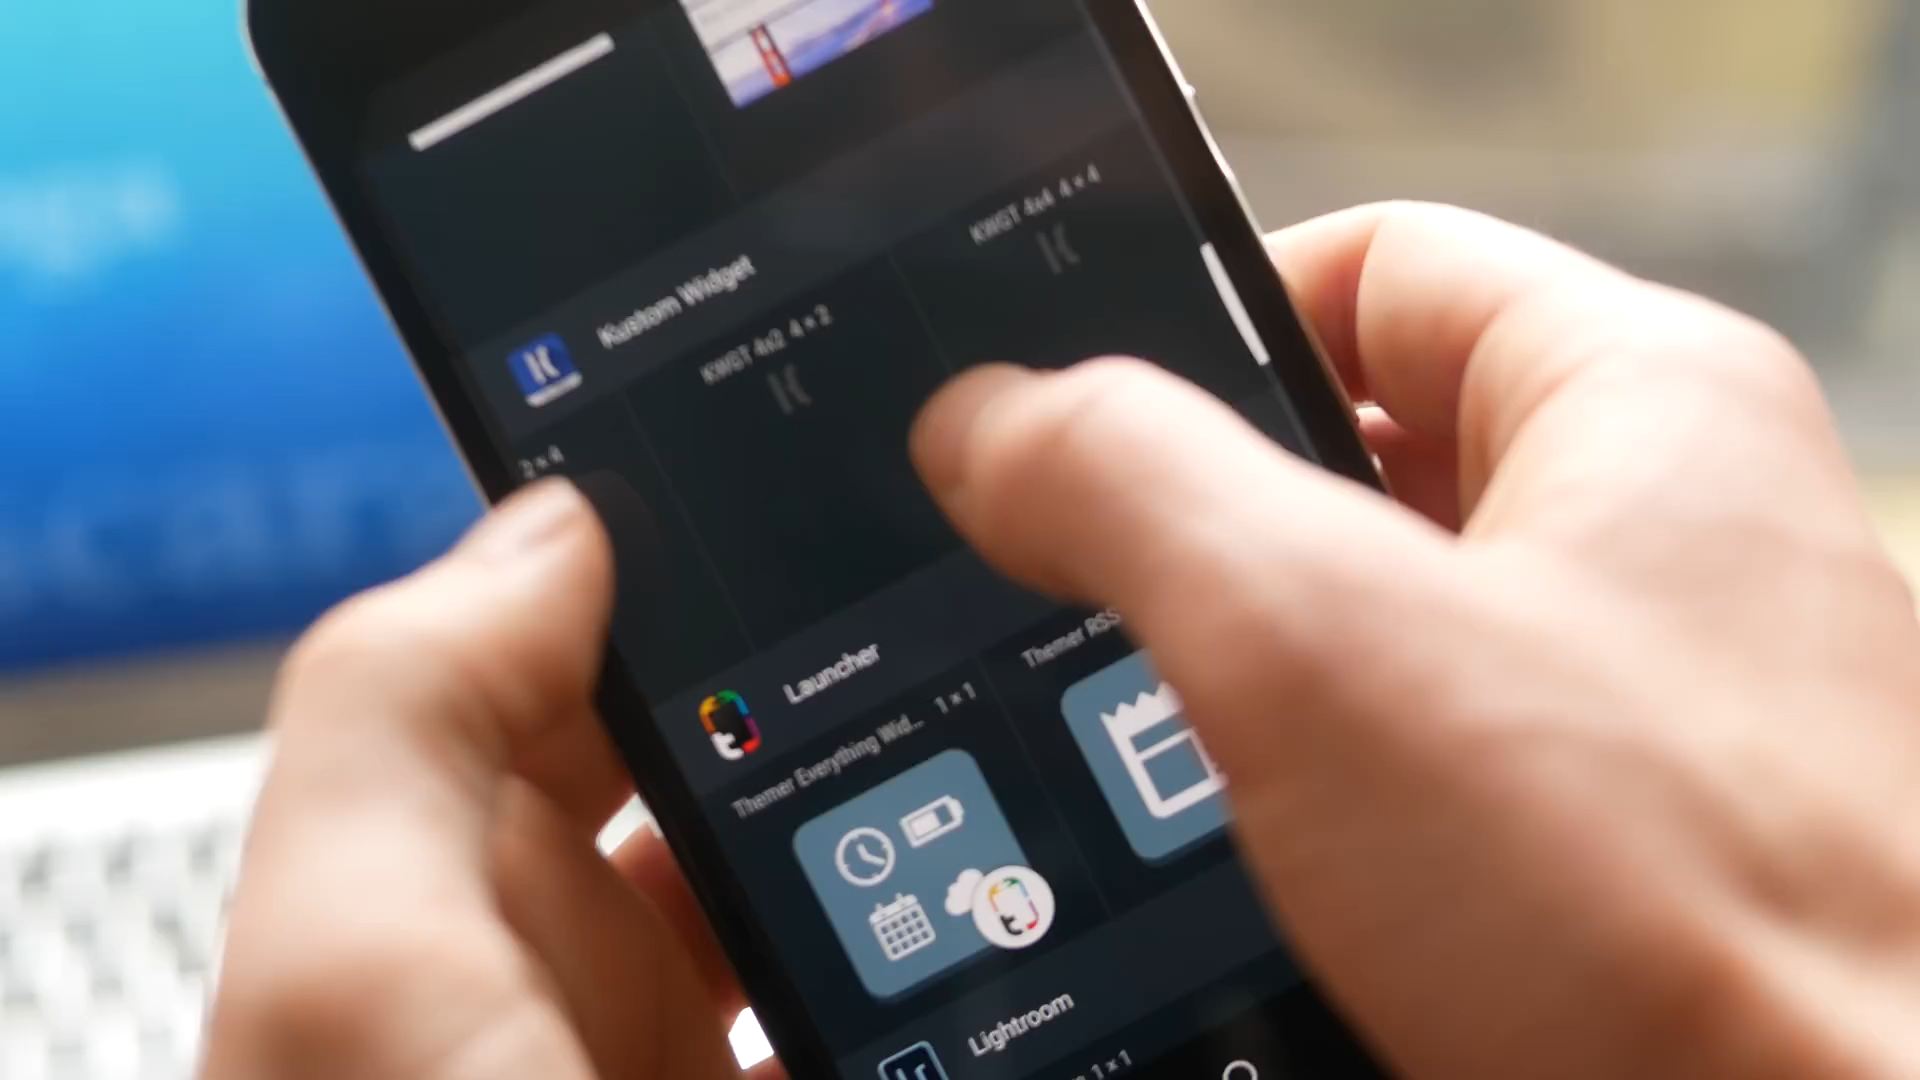 Kustom Widget
2 × 4
KWGT 4x2 4 × 2
KWGT 4x4 4 × 4
Launcher
Themer Everything Wid... 1 × 1
Themer RSS
Lightroom
1 × 1
Lr